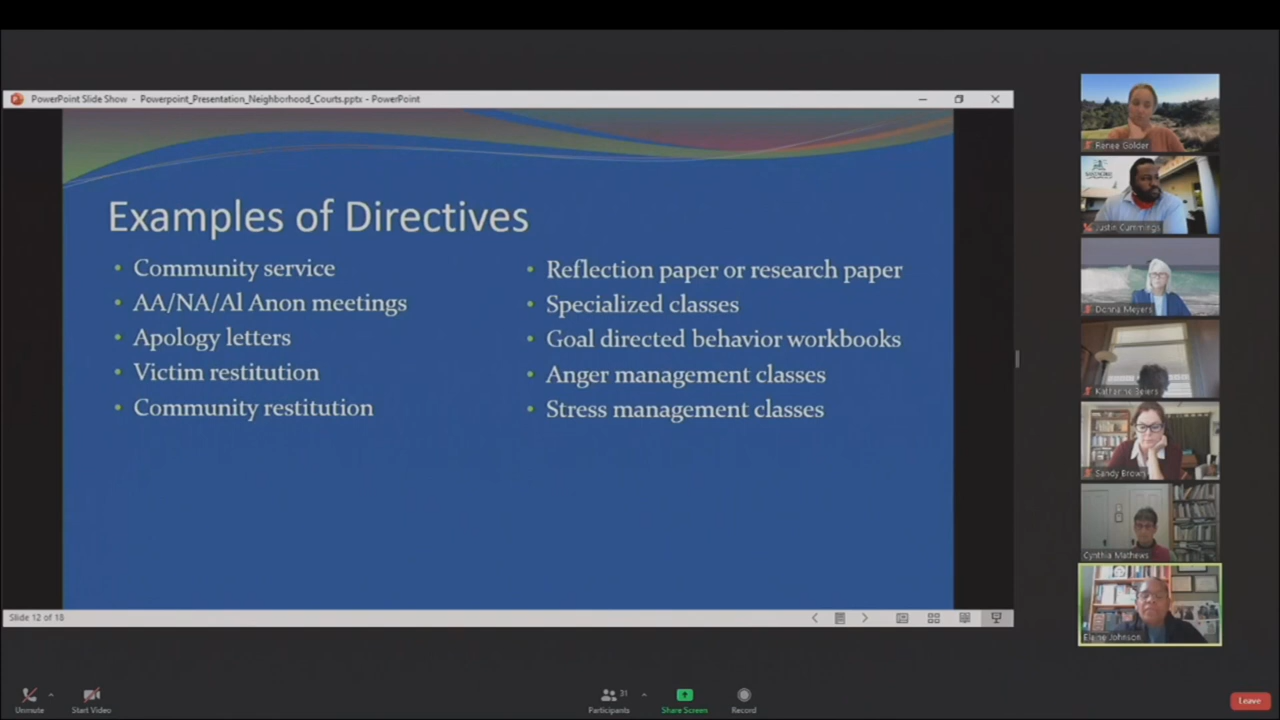 PowerPoint Slide Show - Powerpoint_Presentation_Neighborhood_Courts.pptx - PowerPoint
Examples of Directives
• Community service
• AA/NA/Al Anon meetings
• Apology letters
• Victim restitution
• Community restitution
• Reflection paper or research paper
• Specialized classes
• Goal directed behavior workbooks
• Anger management classes
• Stress management classes
Slide 12 of 18
Renee Golder
Justin Cummings
Donna Meyers
Katherine Beiers
Sandy Brown
Cynthia Mathews
Elaine Johnson
Unmute
Start Video
Participants
31
Share Screen
Record
Leave